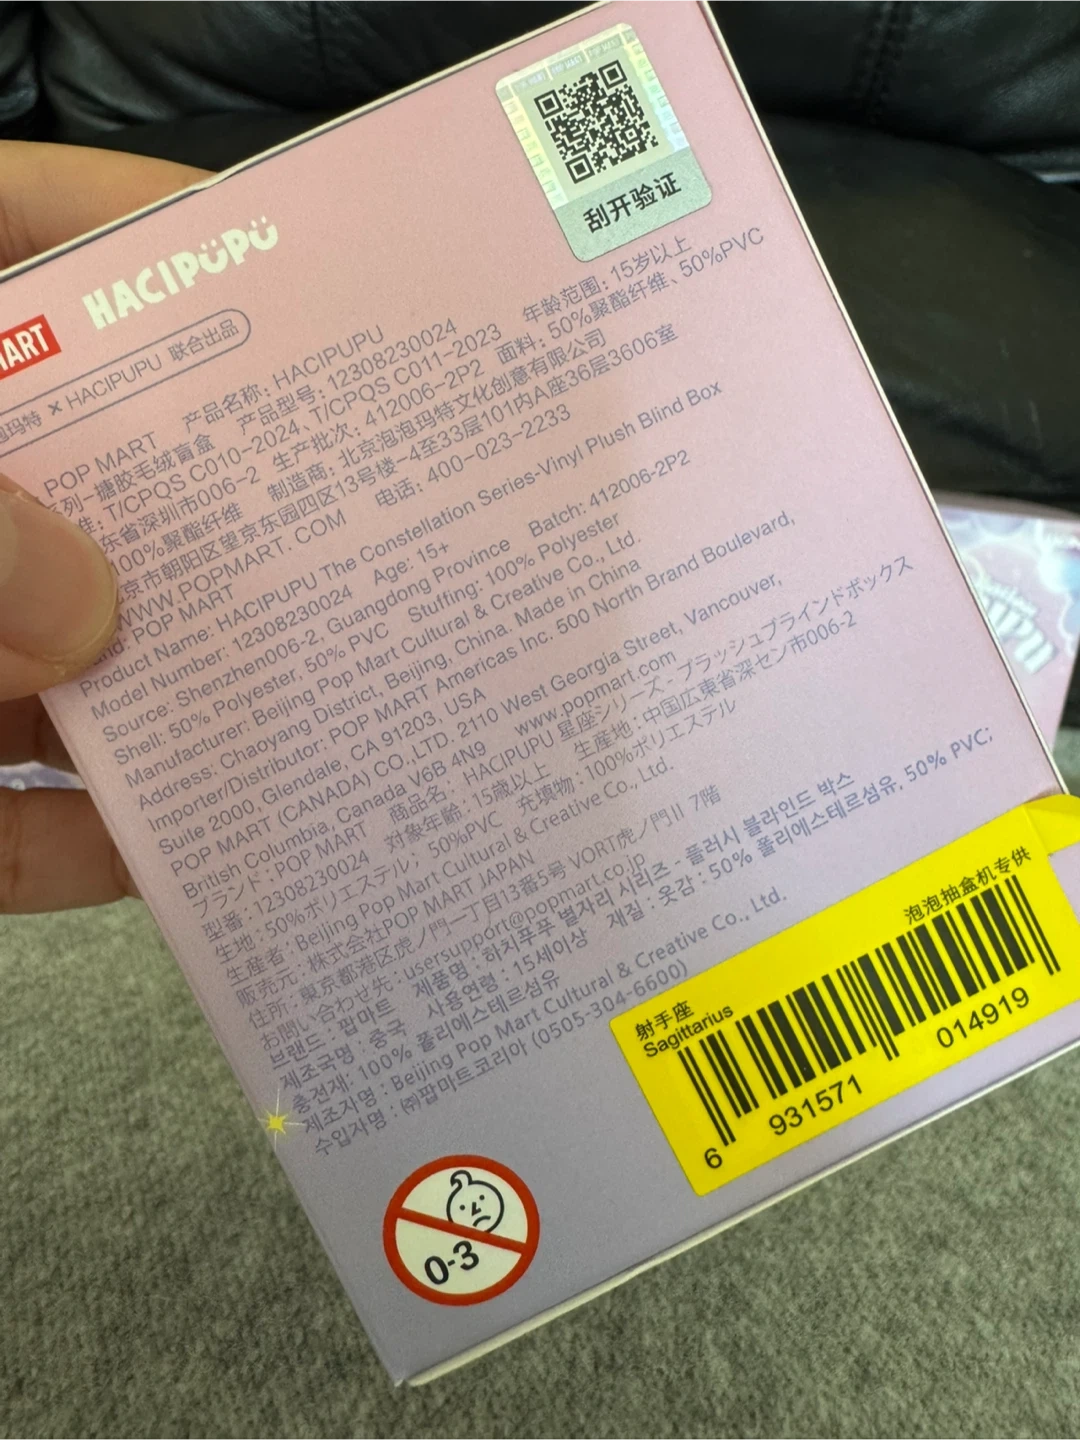 POP MART
刮开验证
HACIPUPU
MART
泡玛特 × HACIPUPU 联合出品
POP MART 产品名称: HACIPUPU
系列-搪胶毛绒盲盒 产品型号: 12308230024 年龄范围: 15岁以上
准: T/CPQS C010-2024、T/CPQS C011-2023 面料: 50%聚酯纤维、50%PVC
东省深圳市006-2 生产批次: 412006-2P2
100%聚酯纤维 制造商: 北京泡泡玛特文化创意有限公司
京市朝阳区望京东园四区13号楼-4至33层101内A座36层3606室
WWW.POPMART.COM 电话: 400-023-2233
and: POP MART
Product Name: HACIPUPU The Constellation Series-Vinyl Plush Blind Box
Model Number: 12308230024 Age: 15+
Source: Shenzhen006-2, Guangdong Province Batch: 412006-2P2
Shell: 50% Polyester, 50% PVC Stuffing: 100% Polyester
Manufacturer: Beijing Pop Mart Cultural & Creative Co., Ltd.
Address: Chaoyang District, Beijing, China. Made in China
Importer/Distributor: POP MART Americas Inc. 500 North Brand Boulevard,
Suile 2000, Glendale, CA 91203, USA
POP MART (CANADA) CO.,LTD. 2110 West Georgia Street, Vancouver,
British Columbia, Canada V6B 4N9 www.popmart.com
ブランド: POP MART 商品名: HACIPUPU 星座シリーズ - プラッシュブラインドボックス
型番: 12308230024 対象年齢: 15歳以上 生産地: 中国広東省深セン市006-2
生地: 50%ポリエステル; 50%PVC 充填物: 100%ポリエステル
生産者: Beijing Pop Mart Cultural & Creative Co., Ltd.
販売元: 株式会社POP MART JAPAN
住所: 東京都港区虎ノ門一丁目13番5号 VORT虎ノ門II 7階
お問い合わせ先: usersupport@popmart.co.jp
브랜드: 팝마트 제품명: 하치푸푸 별자리 시리즈 - 플러시 블라인드 박스
제조국명: 중국 사용연령: 15세이상 재질: 옷감: 50% 폴리에스테르섬유, 50% PVC;
충전재: 100% 폴리에스테르섬유
제조자명: Beijing Pop Mart Cultural & Creative Co., Ltd.
수입자명: ㈜팝마트코리아 (0505-304-6600)
泡泡抽盒机专供
射手座
Sagittarius
6 931571 014919
0-3